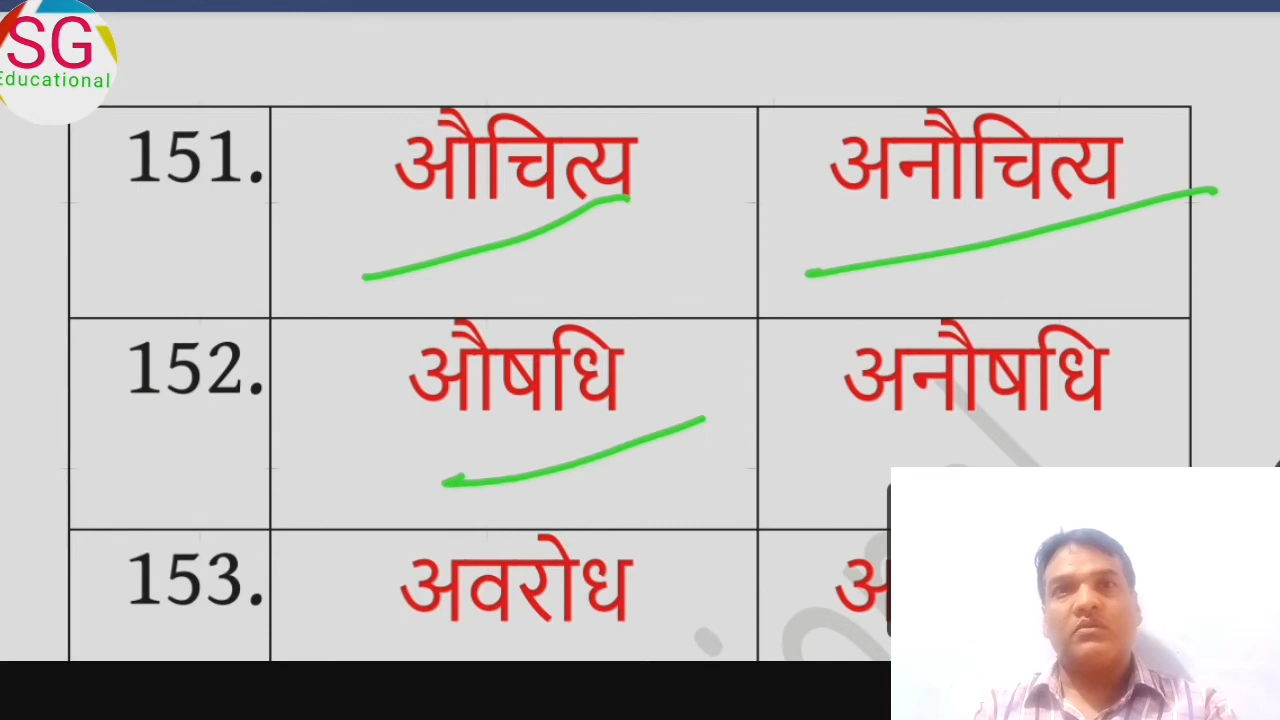 SG
Educational
151. औचित्य अनौचित्य
152. औषधि अनौषधि
153. अवरोध